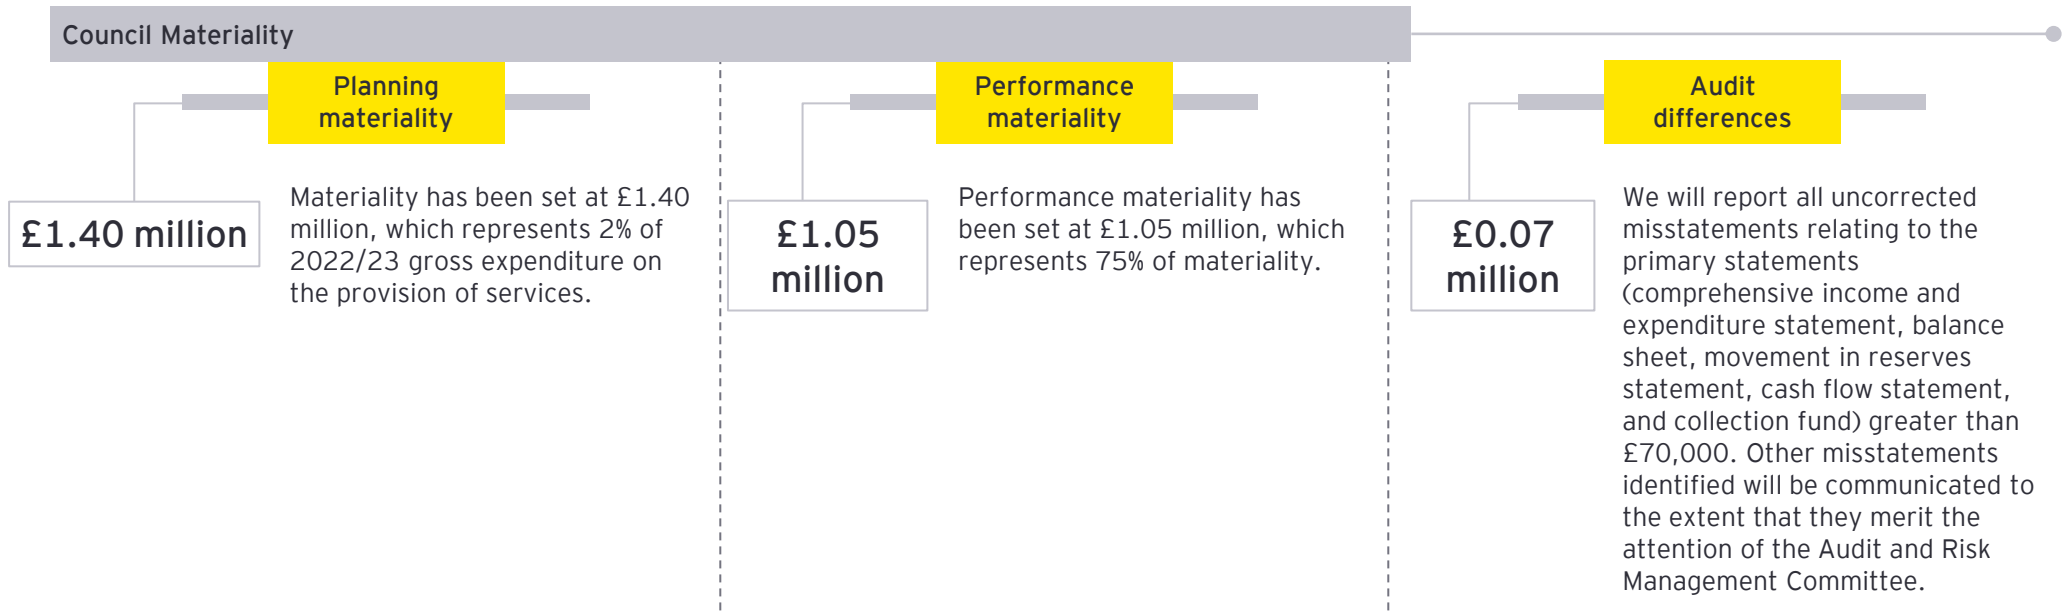 Council Materiality
Planning
materiality
£1.40 million
Materiality has been set at £1.40
million, which represents 2% of
2022/23 gross expenditure on
the provision of services.
Performance
materiality
£1.05
million
Performance materiality has
been set at £1.05 million, which
represents 75% of materiality.
Audit
differences
£0.07
million
We will report all uncorrected
misstatements relating to the
primary statements
(comprehensive income and
expenditure statement, balance
sheet, movement in reserves
statement, cash flow statement,
and collection fund) greater than
£70,000. Other misstatements
identified will be communicated to
the extent that they merit the
attention of the Audit and Risk
Management Committee.